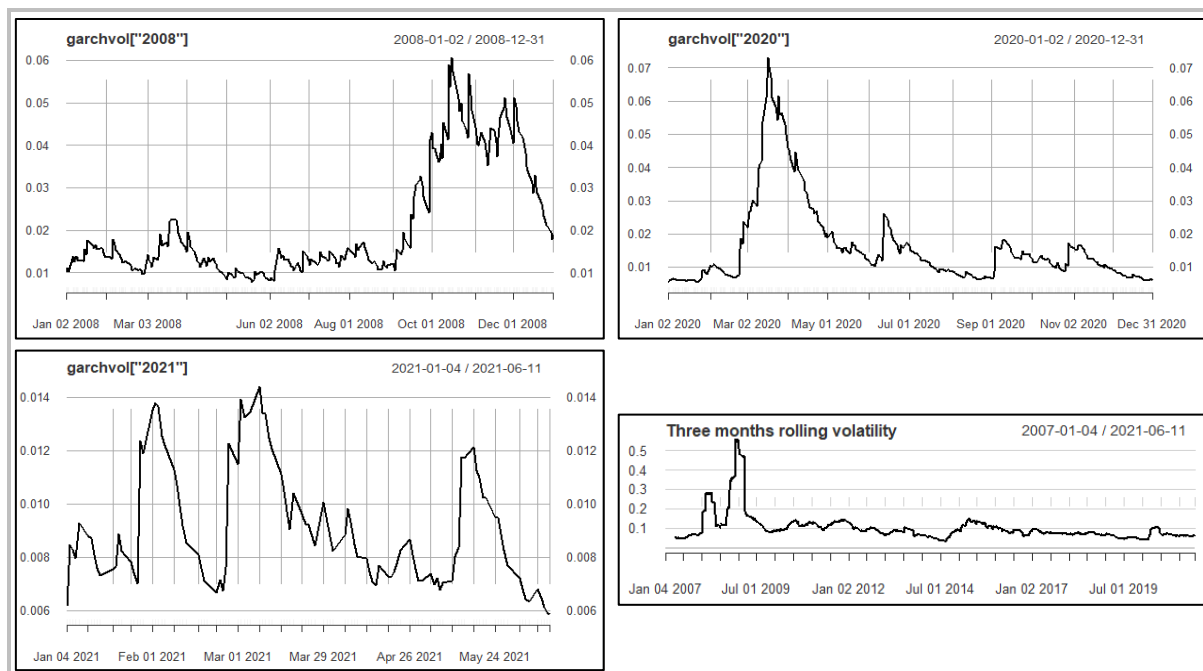 garchvol["2008"] 2008-01-02 / 2008-12-31
0.06 0.06
0.05 0.05
0.04 0.04
0.03 0.03
0.02 0.02
0.01 0.01
Jan 02 2008 Mar 03 2008 Jun 02 2008 Aug 01 2008 Oct 01 2008 Dec 01 2008
garchvol["2020"] 2020-01-02 / 2020-12-31
0.07 0.07
0.06 0.06
0.05 0.05
0.04 0.04
0.03 0.03
0.02 0.02
0.01 0.01
Jan 02 2020 Mar 02 2020 May 01 2020 Jul 01 2020 Sep 01 2020 Nov 02 2020 Dec 31 2020
garchvol["2021"] 2021-01-04 / 2021-06-11
0.014 0.014
0.012 0.012
0.010 0.010
0.008 0.008
0.006 0.006
Jan 04 2021 Feb 01 2021 Mar 01 2021 Mar 29 2021 Apr 26 2021 May 24 2021
Three months rolling volatility 2007-01-04 / 2021-06-11
0.5
0.4
0.3
0.2
0.1
Jan 04 2007 Jul 01 2009 Jan 02 2012 Jul 01 2014 Jan 02 2017 Jul 01 2019